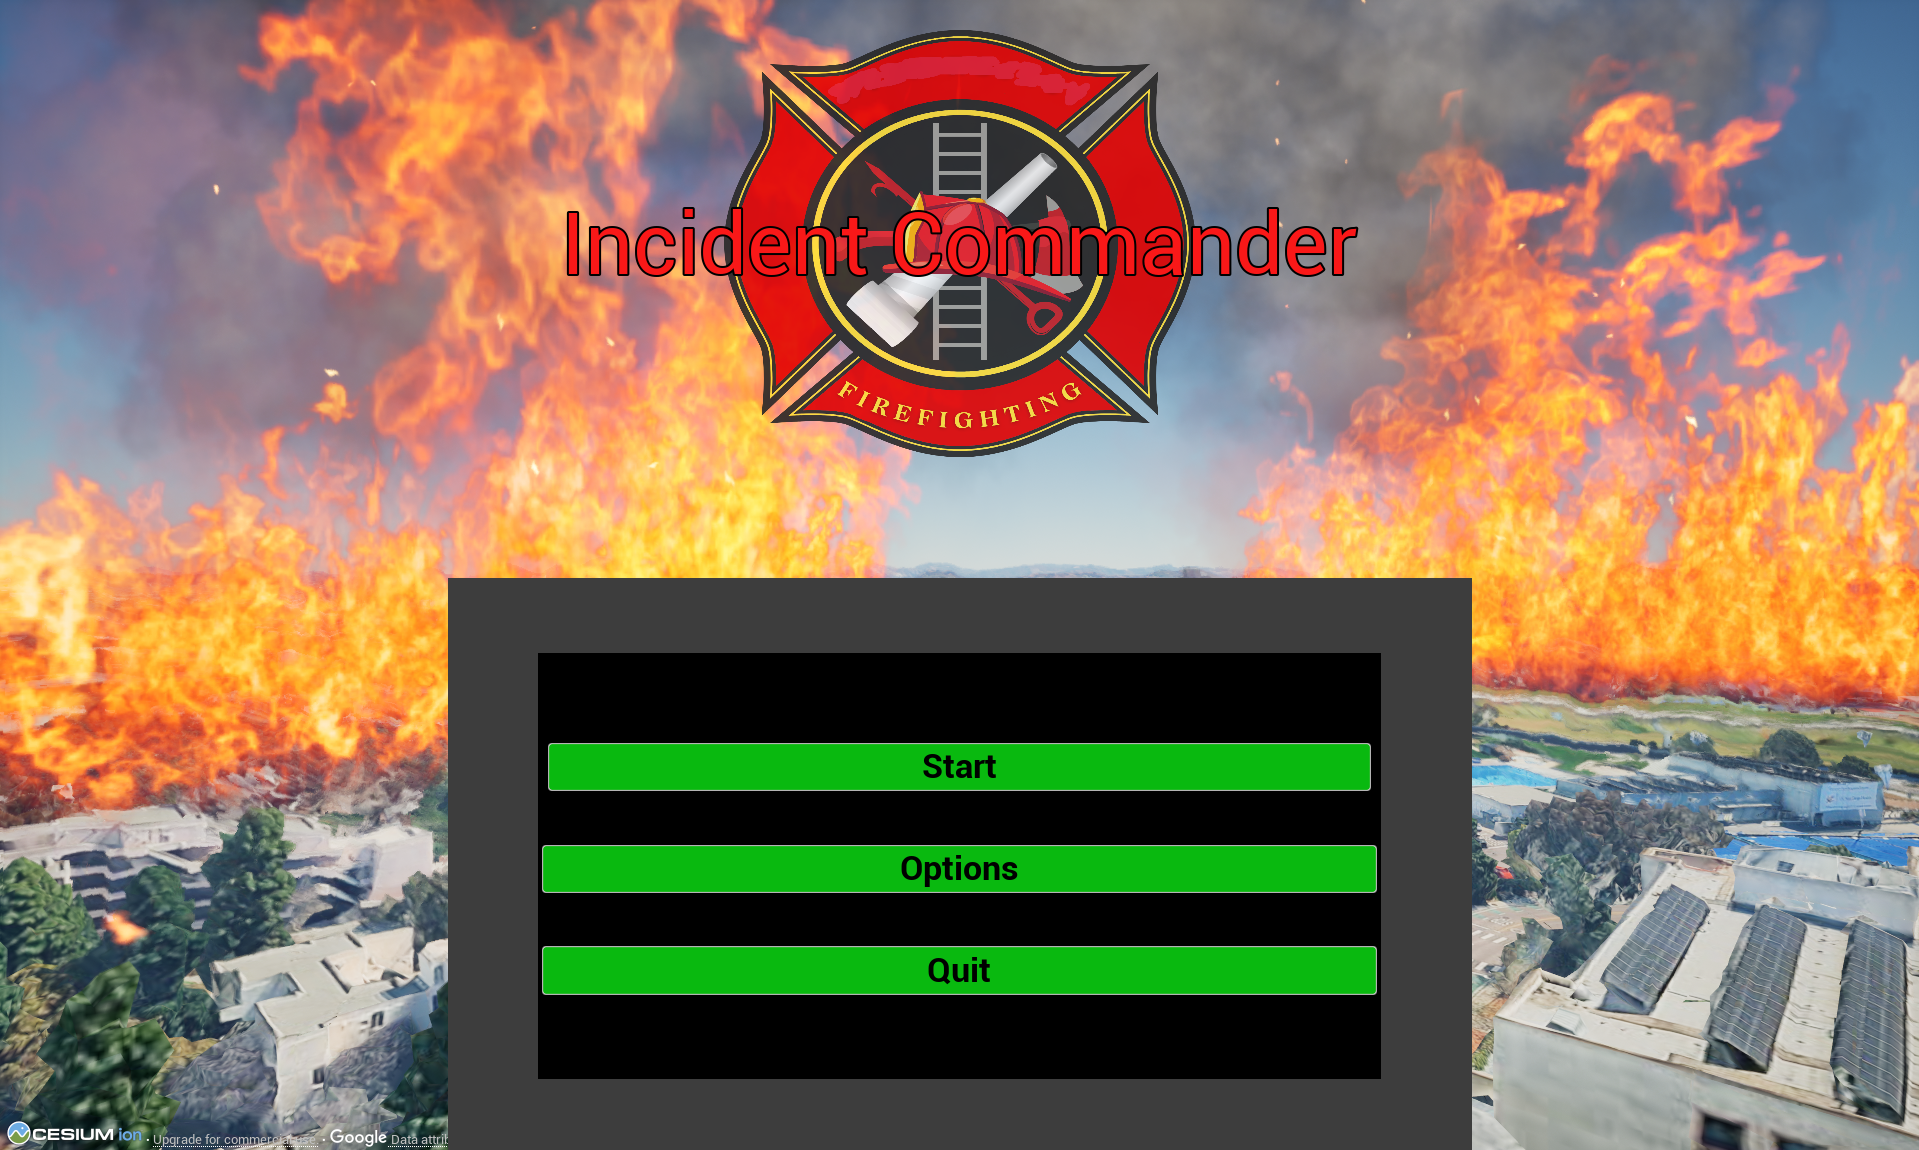 Incident Commander
FIREFIGHTING
Start
Options
Quit
CESIUM ion · Upgrade for commercial use · Google Data attrib